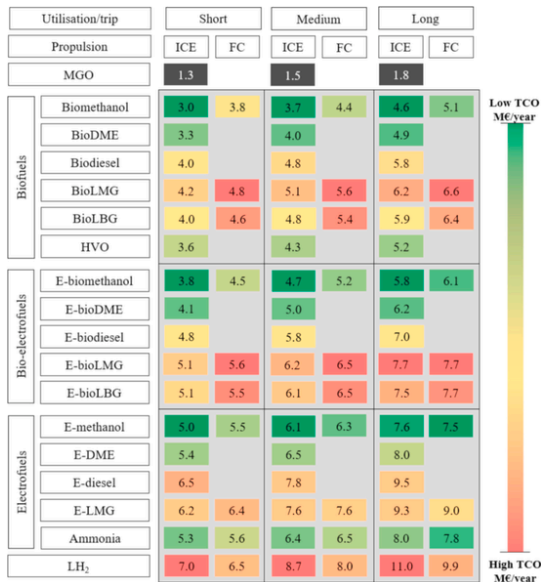 Utilisation/trip Short Medium Long
Propulsion ICE FC ICE FC ICE FC
MGO 1.3 1.5 1.8
Low TCO
M€/year
Biofuels
Biomethanol 3.0 3.8 3.7 4.4 4.6 5.1
BioDME 3.3 4.0 4.9
Biodiesel 4.0 4.8 5.8
BioLMG 4.2 4.8 5.1 5.6 6.2 6.6
BioLBG 4.0 4.6 4.8 5.4 5.9 6.4
HVO 3.6 4.3 5.2
Bio-electrofuels
E-biomethanol 3.8 4.5 4.7 5.2 5.8 6.1
E-bioDME 4.1 5.0 6.2
E-biodiesel 4.8 5.8 7.0
E-bioLMG 5.1 5.6 6.2 6.5 7.7 7.7
E-bioLBG 5.1 5.5 6.1 6.5 7.5 7.7
Electrofuels
E-methanol 5.0 5.5 6.1 6.3 7.6 7.5
E-DME 5.4 6.5 8.0
E-diesel 6.5 7.8 9.5
E-LMG 6.2 6.4 7.6 7.6 9.3 9.0
Ammonia 5.3 5.6 6.4 6.5 8.0 7.8
LH₂ 7.0 6.5 8.7 8.0 11.0 9.9
High TCO
M€/year